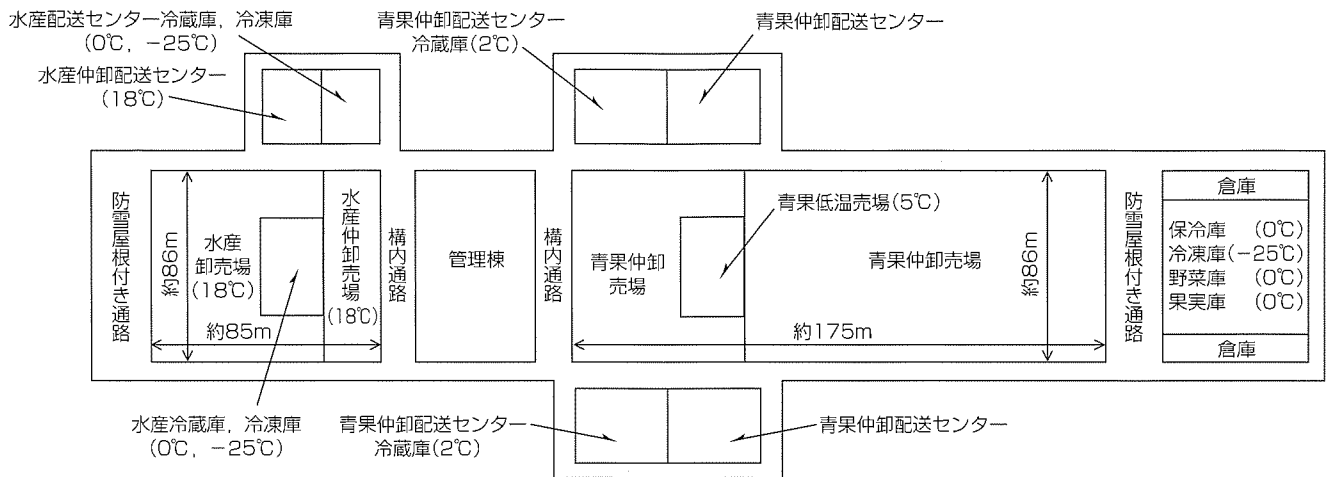 水産配送センター冷蔵庫，冷凍庫
(0℃，−25℃)
水産仲卸配送センター
(18℃)
青果仲卸配送センター
冷蔵庫(2℃)
青果仲卸配送センター
防雪屋根付き通路
約86m
水産
卸売場
(18℃)
水産仲卸売場
(18℃)
約85m
構内通路
管理棟
構内通路
青果仲卸
売場
青果低温売場(5℃)
青果仲卸売場
約86m
約175m
防雪屋根付き通路
倉庫
保冷庫 (0℃)
冷凍庫(−25℃)
野菜庫 (0℃)
果実庫 (0℃)
倉庫
水産冷蔵庫，冷凍庫
(0℃，−25℃)
青果仲卸配送センター
冷蔵庫(2℃)
青果仲卸配送センター